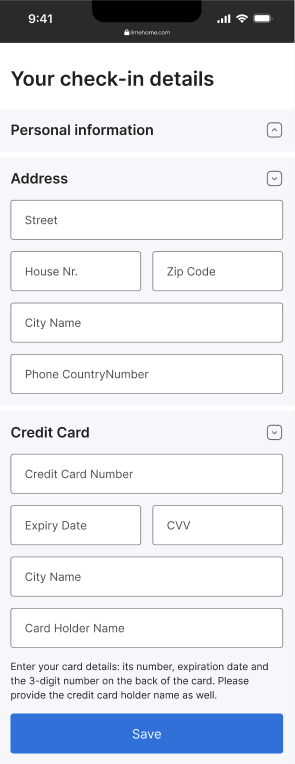 9:41
limehome.com
Your check-in details
Personal information
Address
Street
House Nr.
Zip Code
City Name
Phone CountryNumber
Credit Card
Credit Card Number
Expiry Date
CVV
City Name
Card Holder Name
Enter your card details: its number, expiration date and
the 3-digit number on the back of the card. Please
provide the credit card holder name as well.
Save